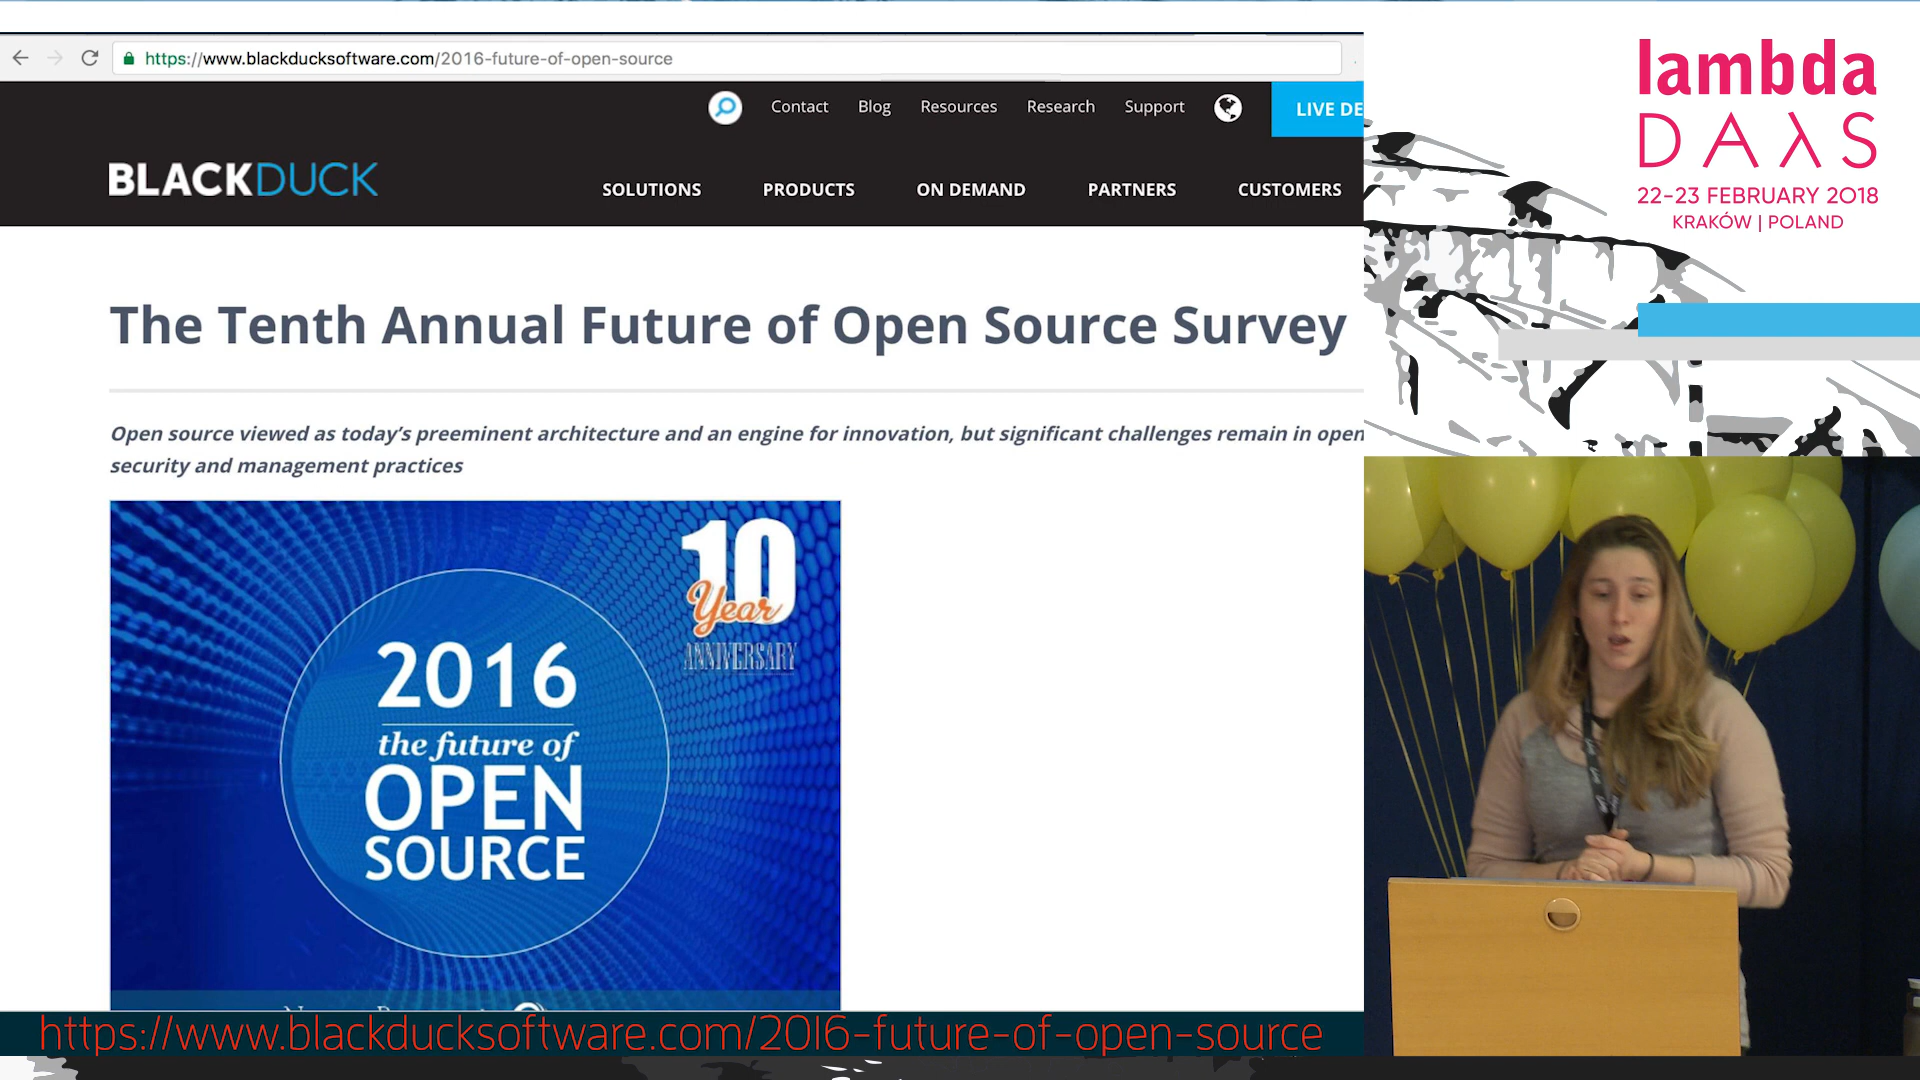 https://www.blackducksoftware.com/2016-future-of-open-source
Contact Blog Resources Research Support LIVE DE
BLACKDUCK
SOLUTIONS PRODUCTS ON DEMAND PARTNERS CUSTOMERS
The Tenth Annual Future of Open Source Survey
Open source viewed as today's preeminent architecture and an engine for innovation, but significant challenges remain in open
security and management practices
10
Year
ANNIVERSARY
2016
the future of
OPEN
SOURCE
https://www.blackducksoftware.com/2016-future-of-open-source
lambda
DAλS
22-23 FEBRUARY 2018
KRAKÓW | POLAND